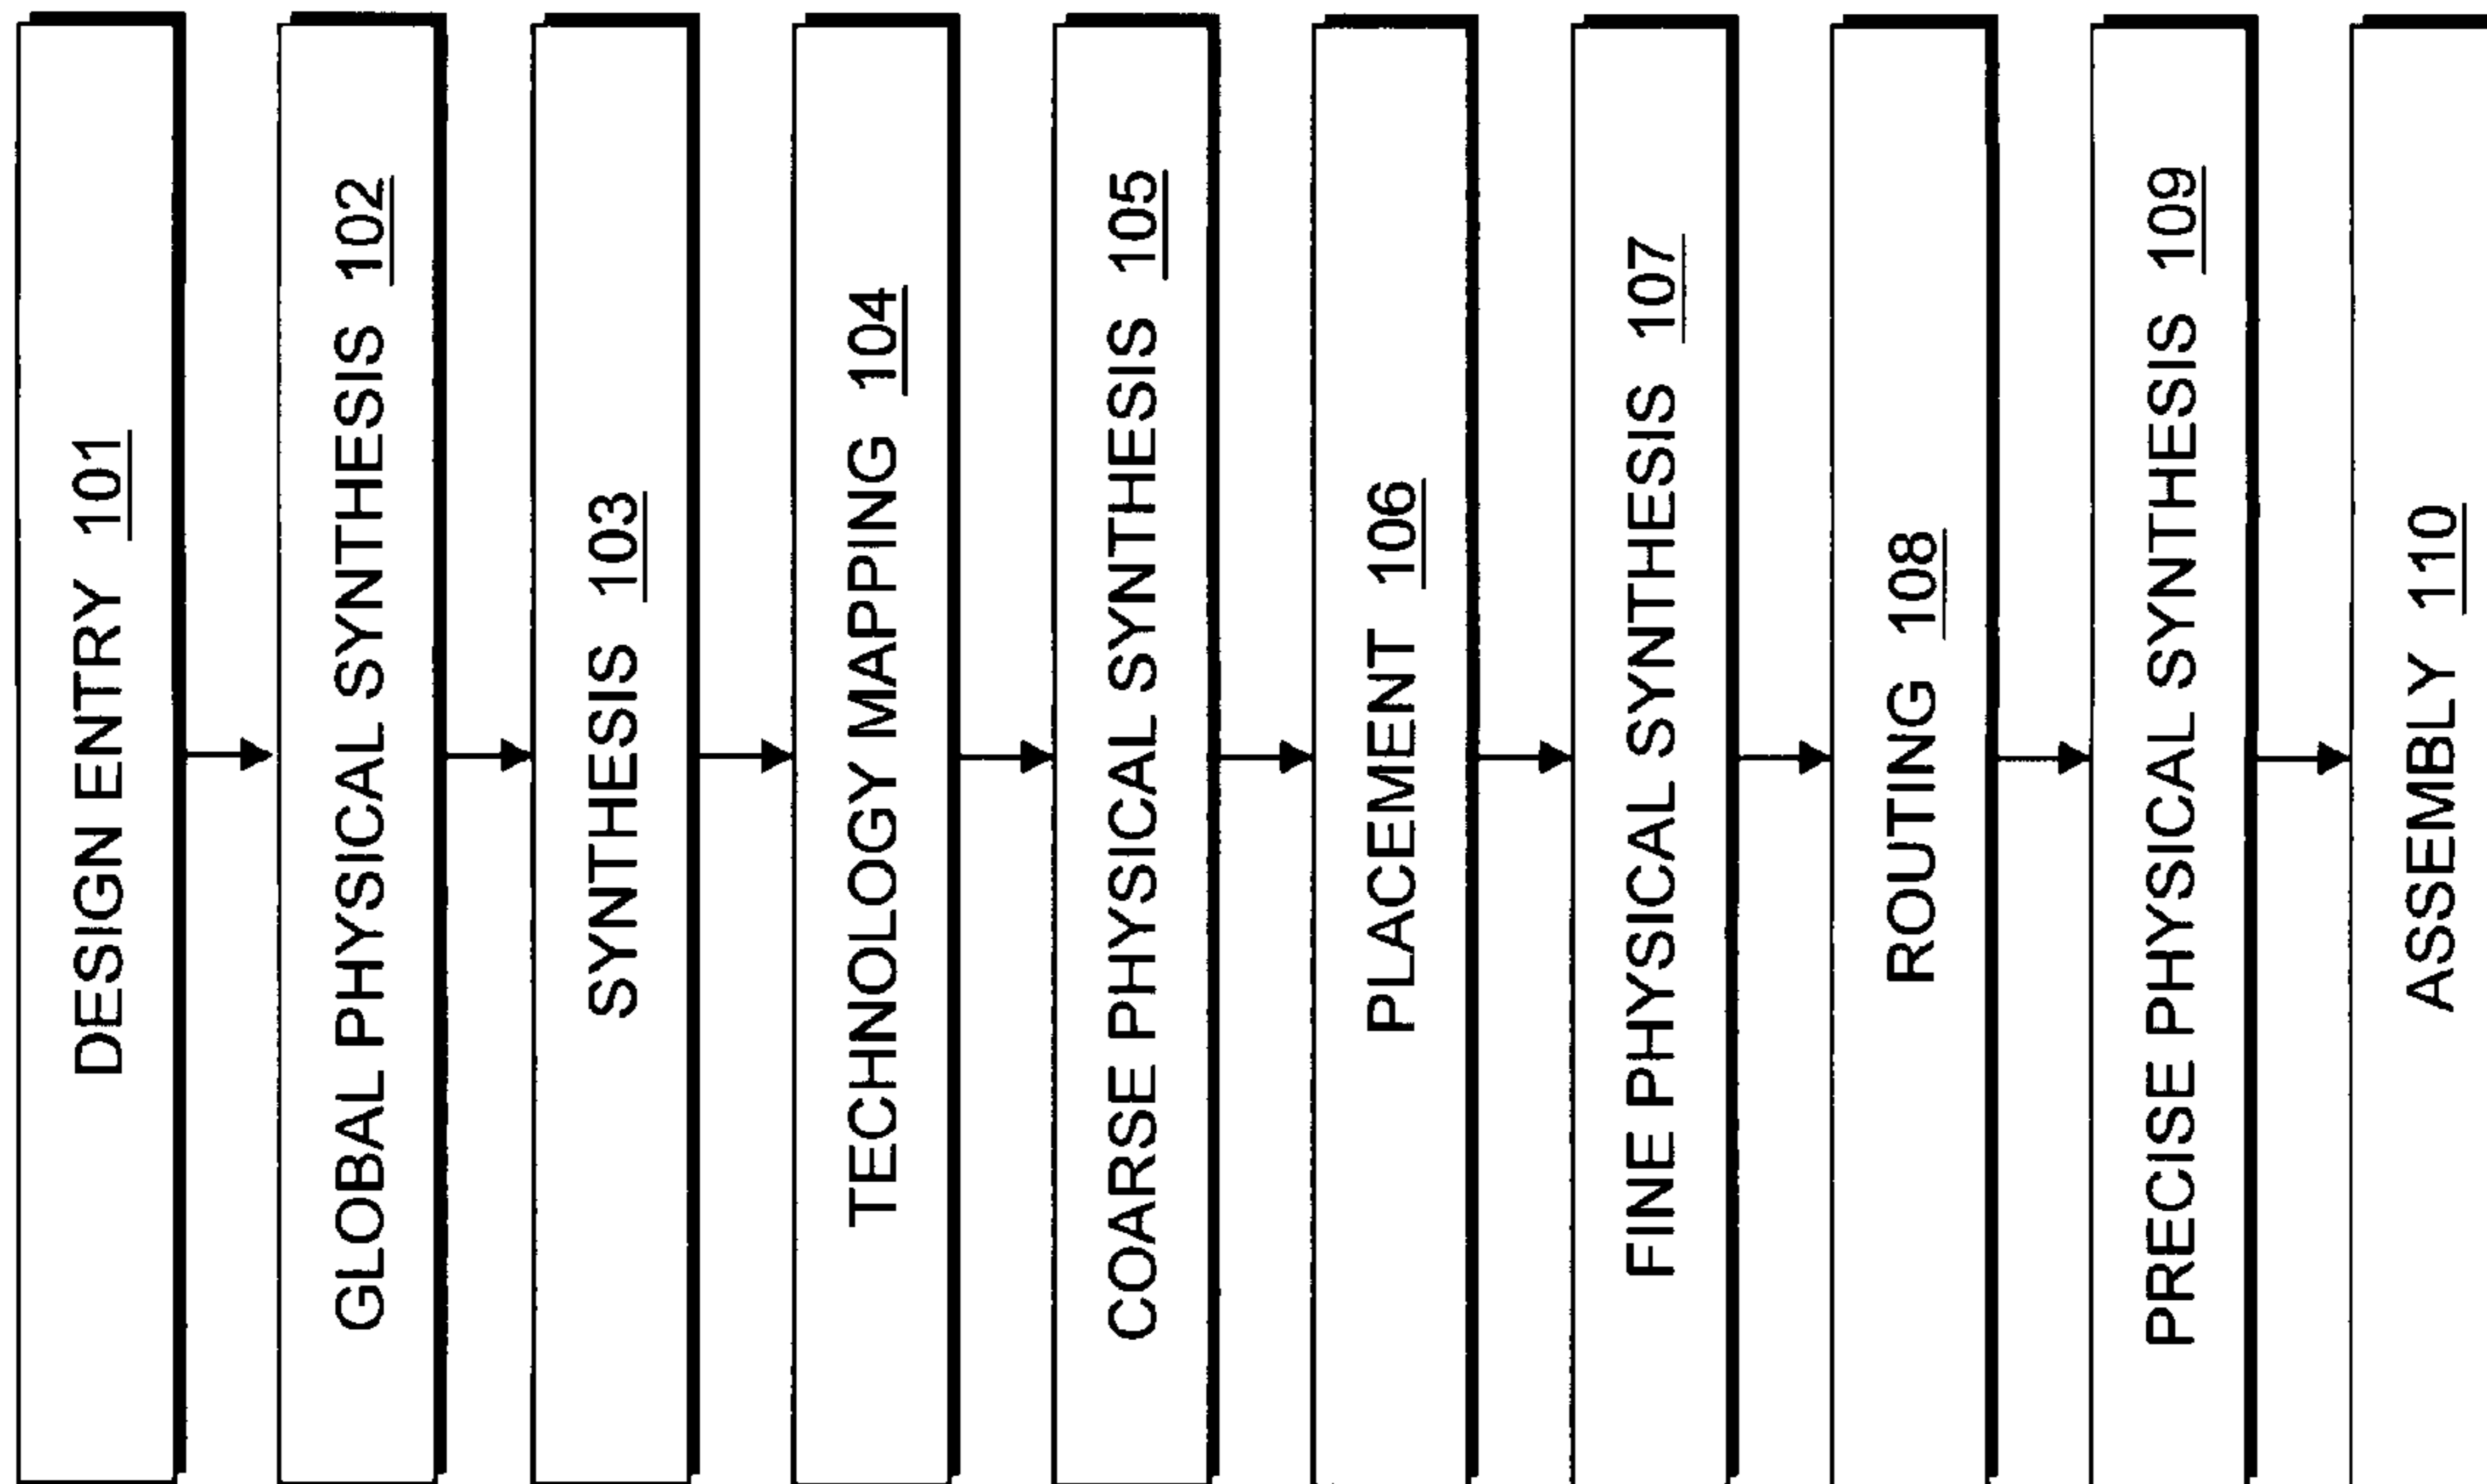 DESIGN ENTRY 101
GLOBAL PHYSICAL SYNTHESIS 102
SYNTHESIS 103
TECHNOLOGY MAPPING 104
COARSE PHYSICAL SYNTHESIS 105
PLACEMENT 106
FINE PHYSICAL SYNTHESIS 107
ROUTING 108
PRECISE PHYSICAL SYNTHESIS 109
ASSEMBLY 110